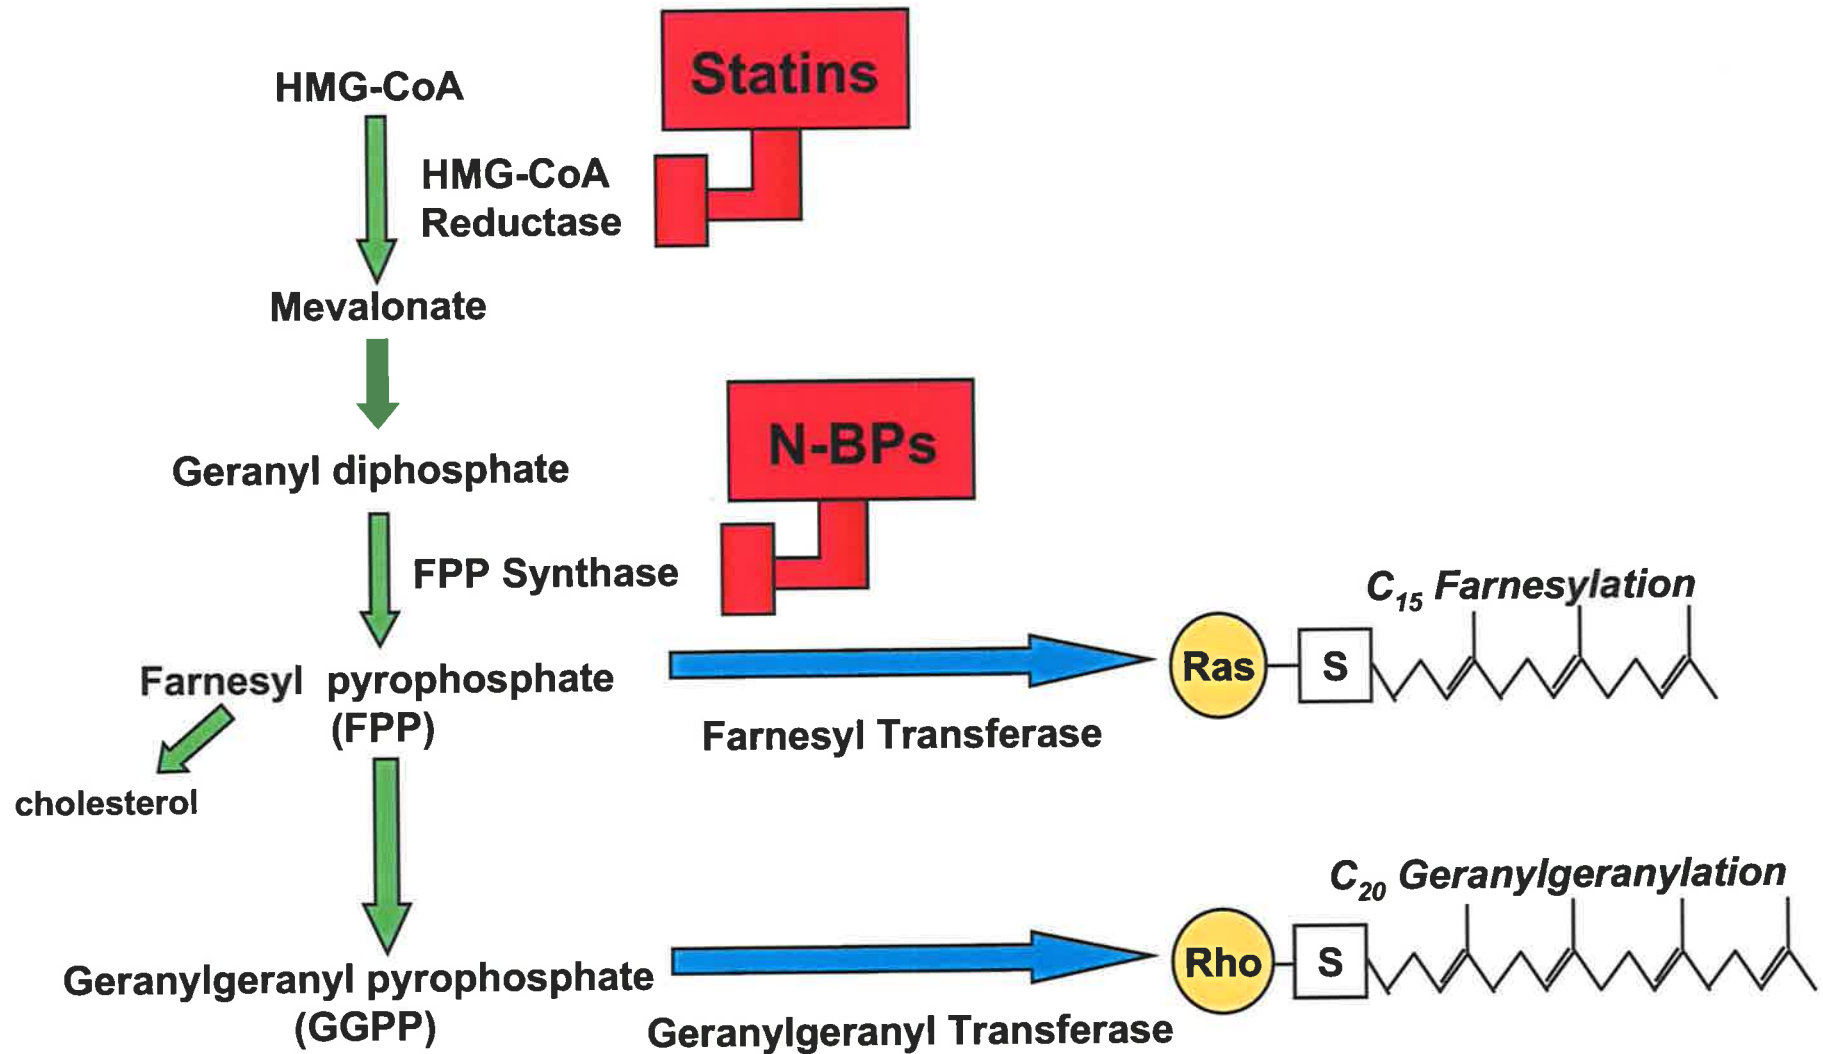 Statins
HMG-CoA
HMG-CoA
Reductase
Mevalonate
N-BPs
Geranyl diphosphate
FPP Synthase
C15 Farnesylation
Ras
S
Farnesyl pyrophosphate
(FPP)
Farnesyl Transferase
cholesterol
C20 Geranylgeranylation
Rho
S
Geranylgeranyl pyrophosphate
(GGPP)
Geranylgeranyl Transferase